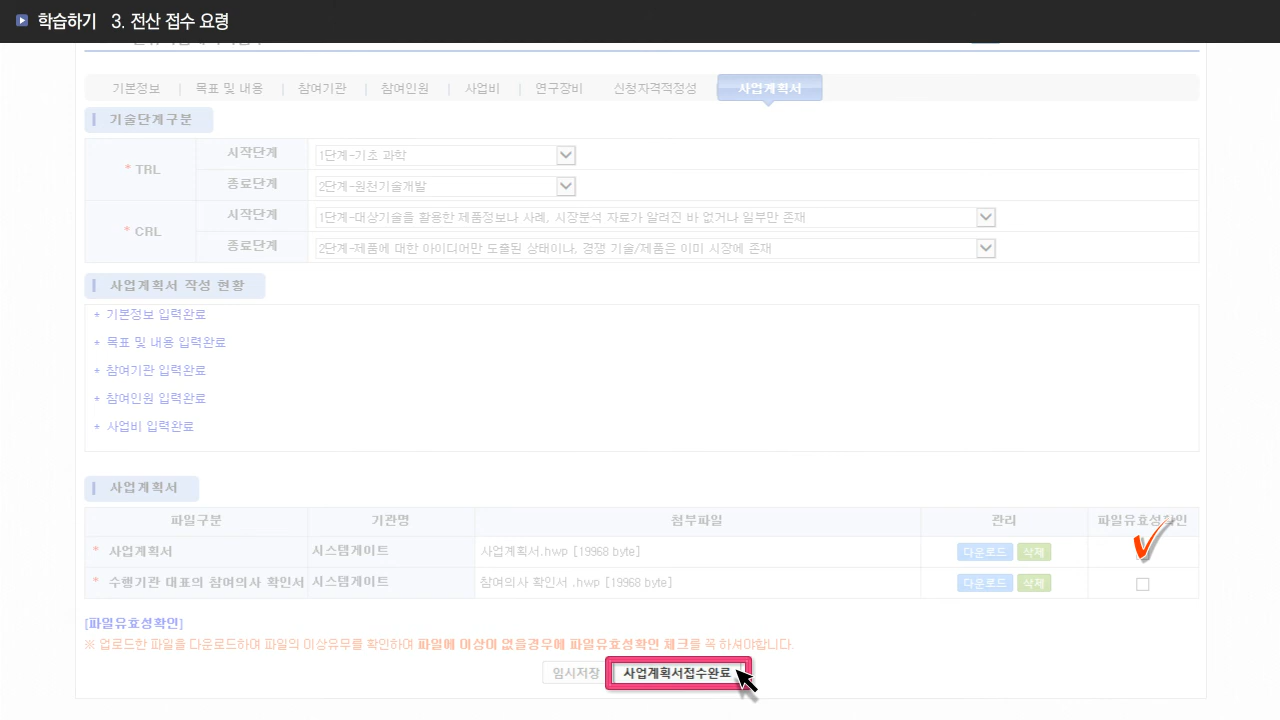 학습하기 3. 전산 접수 요령
기본정보 | 목표 및 내용 | 참여기관 | 참여인원 | 사업비 | 연구장비 신청자격적정성 사업계획서
기술단계구분
* TRL
시작단계 1단계-기초 과학
종료단계 2단계-원천기술개발
* CRL
시작단계 1단계-대상기술을 활용한 제품정보나 사례, 시장분석 자료가 알려진 바 없거나 일부만 존재
종료단계 2단계-제품에 대한 아이디어만 도출된 상태이나, 경쟁 기술/제품은 이미 시장에 존재
사업계획서 작성 현황
+ 기본정보 입력완료
+ 목표 및 내용 입력완료
+ 참여기관 입력완료
+ 참여인원 입력완료
+ 사업비 입력완료
사업계획서
파일구분 기관명 첨부파일 관리 파일유효성확인
* 사업계획서 시스템게이트 사업계획서.hwp [19968 byte] 다운로드 삭제
* 수행기관 대표의 참여의사 확인서 시스템게이트 참여의사 확인서 .hwp [19968 byte] 다운로드 삭제
[파일유효성확인]
※ 업로드한 파일을 다운로드하여 파일의 이상유무를 확인하여 파일에 이상이 없을경우에 파일유효성확인 체크를 꼭 하셔야합니다.
임시저장 사업계획서접수완료